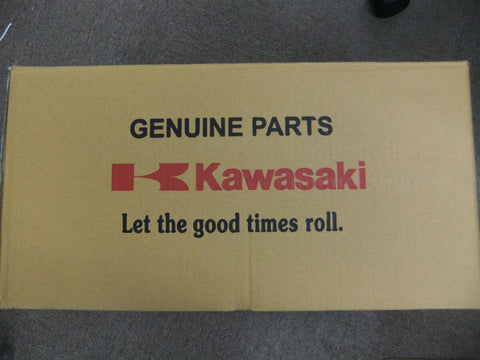 GENUINE PARTS
Kawasaki
Let the good times roll.